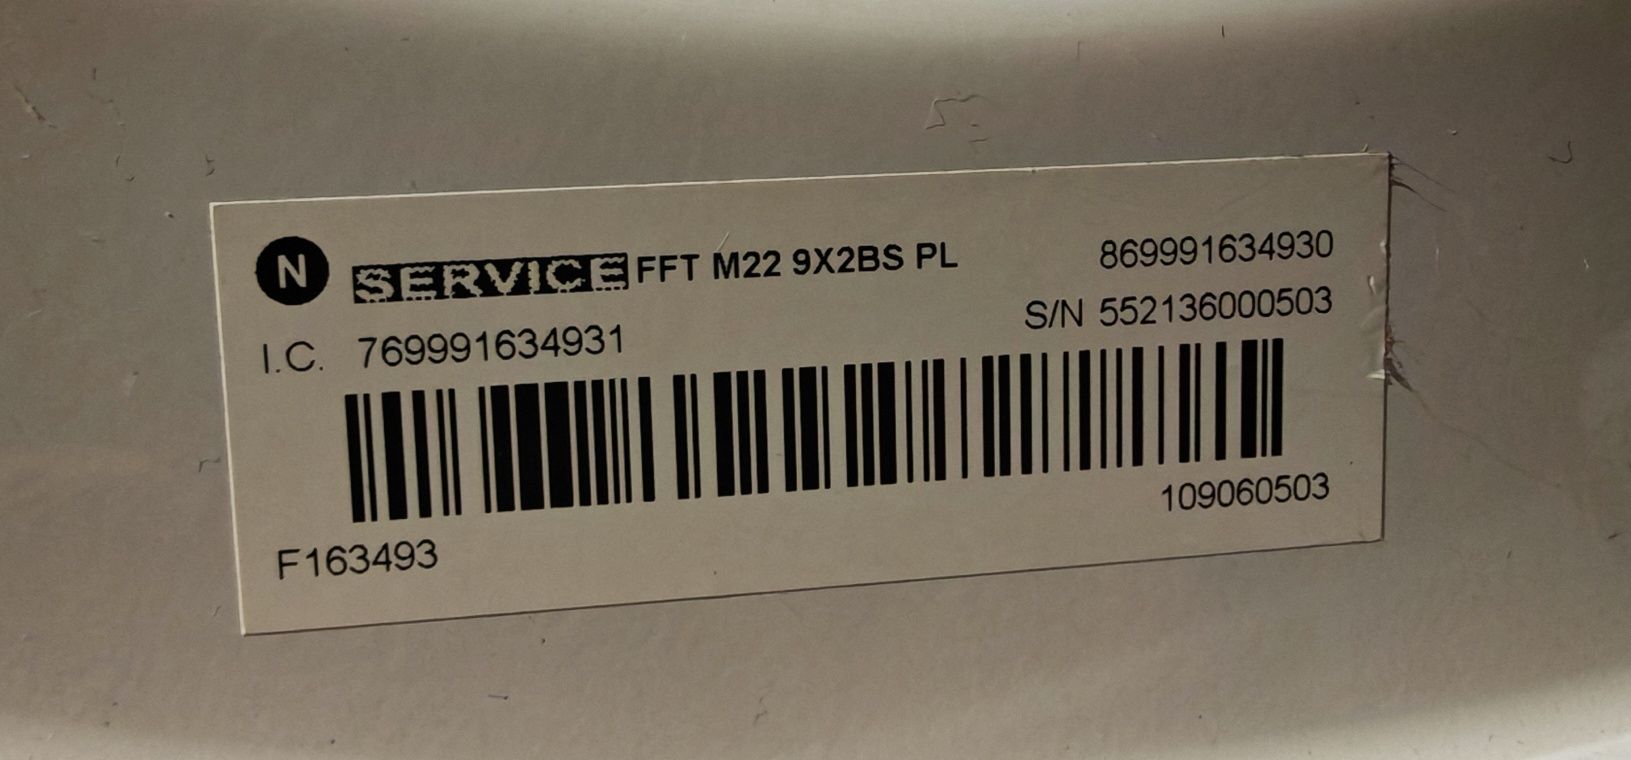 N SERVICE FFT M22 9X2BS PL 869991634930
S/N 552136000503
I.C. 769991634931
109060503
F163493